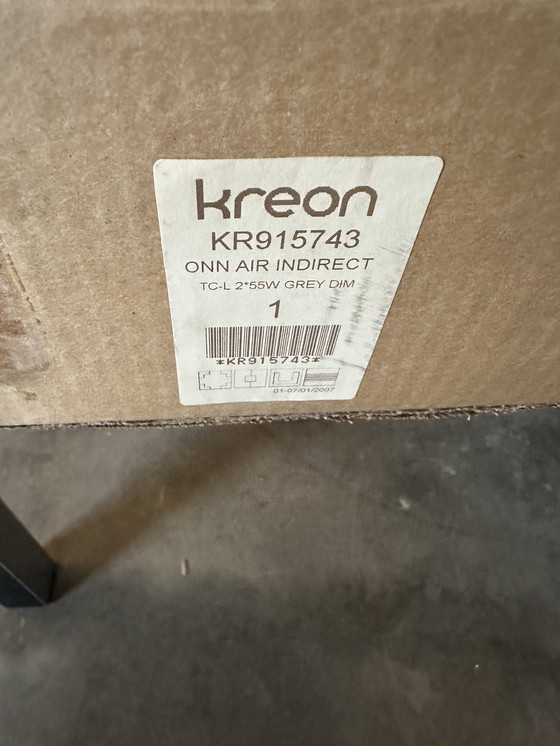 kreon
KR915743
ONN AIR INDIRECT
TC-L 2*55W GREY DIM
1
*KR915743*
01-07/01/2007